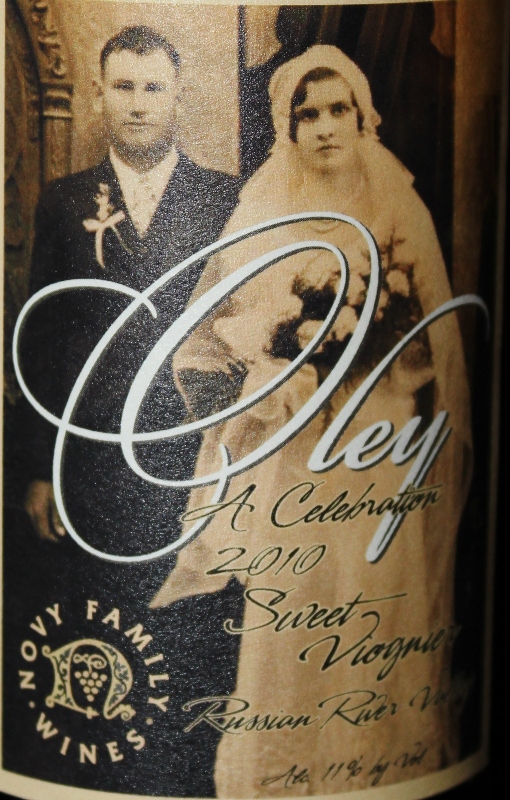 Oley
A Celebration
2010
Sweet
Viognier
Russian River Valley
Alc. 11% by Vol.
NOVY FAMILY · WINES ·